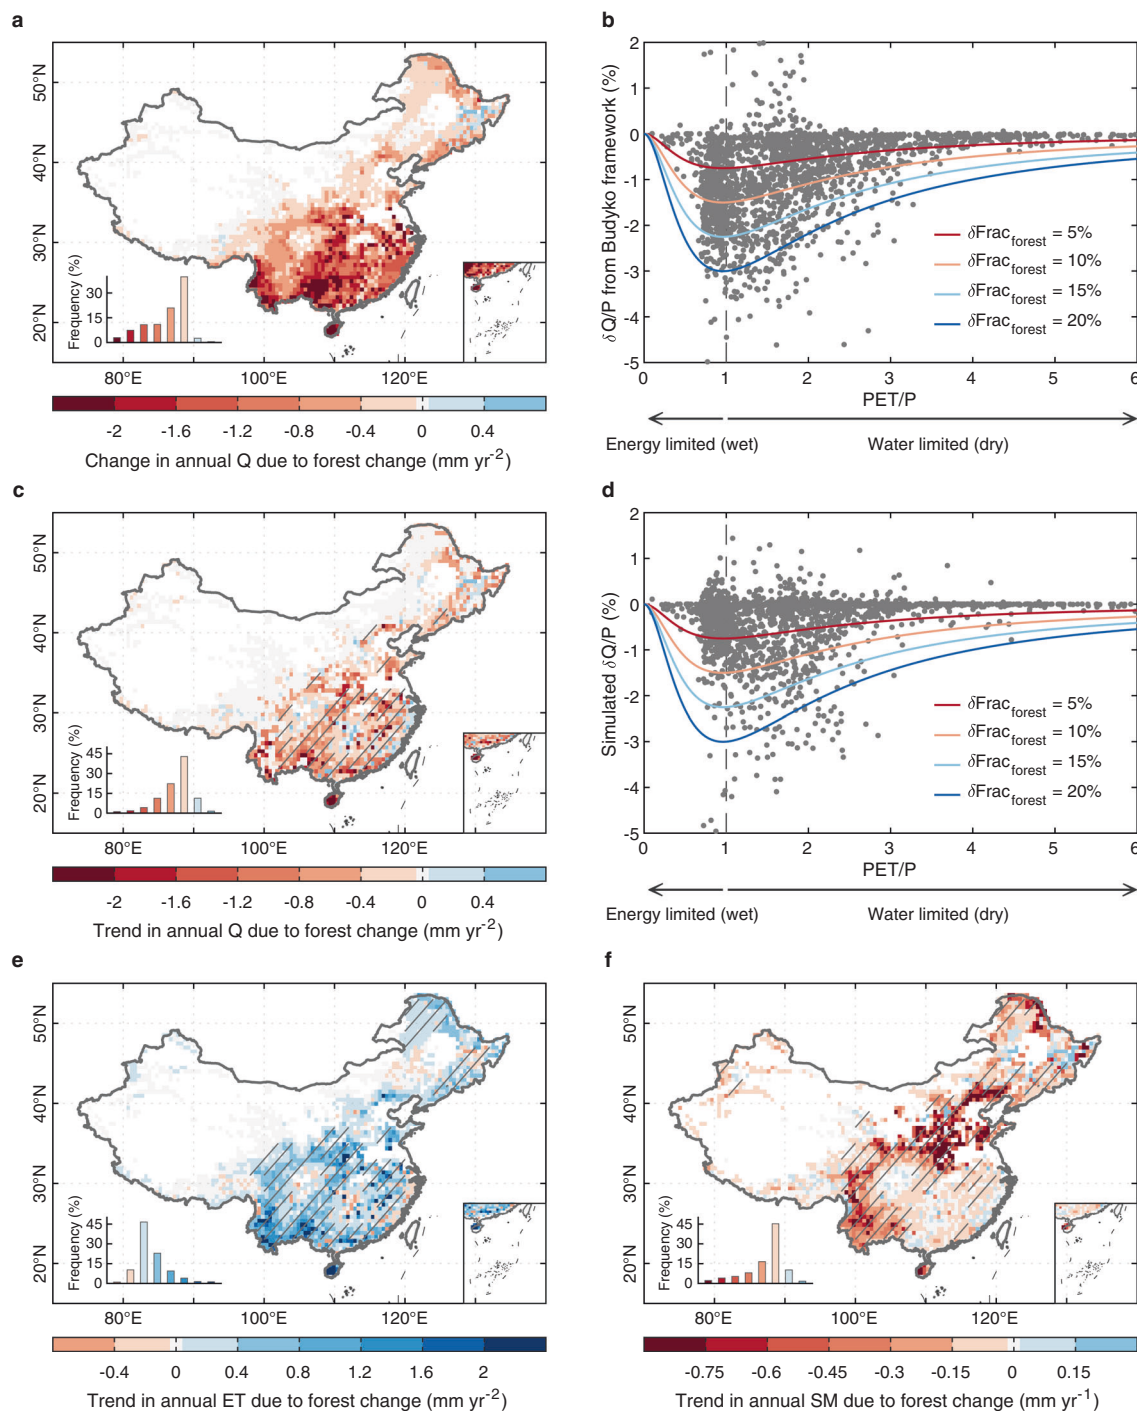 a
50°N
40°N
30°N
20°N
Frequency (%)
30
15
0
80°E
100°E
120°E
-2
-1.6
-1.2
-0.8
-0.4
0
0.4
Change in annual Q due to forest change (mm yr⁻²)
b
2
1
0
-1
-2
-3
-4
-5
δQ/P from Budyko framework (%)
δFrac_forest = 5%
δFrac_forest = 10%
δFrac_forest = 15%
δFrac_forest = 20%
0
1
2
3
4
5
6
PET/P
Energy limited (wet)
Water limited (dry)
c
50°N
40°N
30°N
20°N
Frequency (%)
45
30
15
0
80°E
100°E
120°E
-2
-1.6
-1.2
-0.8
-0.4
0
0.4
Trend in annual Q due to forest change (mm yr⁻²)
d
2
1
0
-1
-2
-3
-4
-5
Simulated δQ/P (%)
δFrac_forest = 5%
δFrac_forest = 10%
δFrac_forest = 15%
δFrac_forest = 20%
0
1
2
3
4
5
6
PET/P
Energy limited (wet)
Water limited (dry)
e
50°N
40°N
30°N
20°N
Frequency (%)
45
30
15
0
80°E
100°E
120°E
-0.4
0
0.4
0.8
1.2
1.6
2
Trend in annual ET due to forest change (mm yr⁻²)
f
50°N
40°N
30°N
20°N
Frequency (%)
45
30
15
0
80°E
100°E
120°E
-0.75
-0.6
-0.45
-0.3
-0.15
0
0.15
Trend in annual SM due to forest change (mm yr⁻¹)